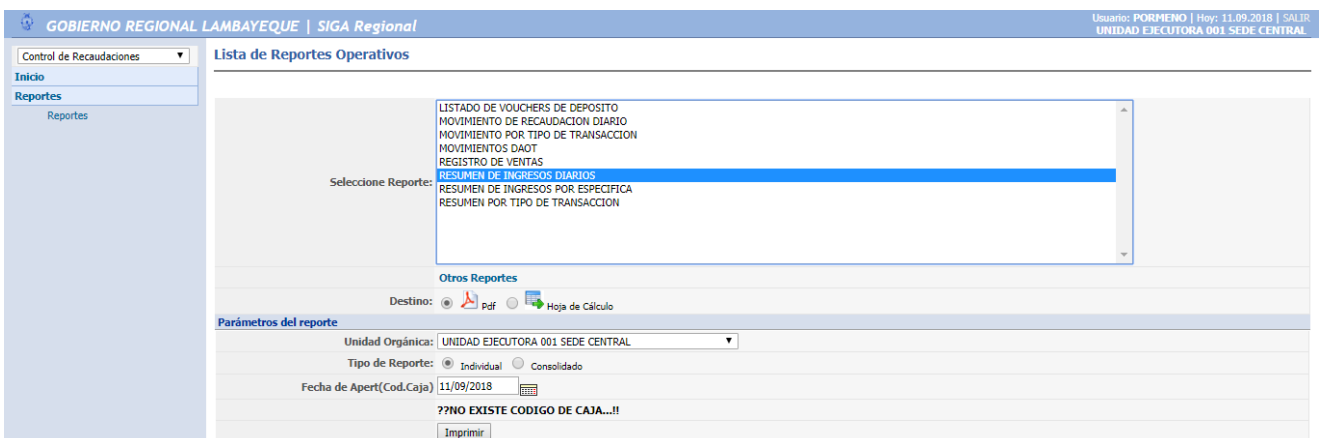 GOBIERNO REGIONAL LAMBAYEQUE | SIGA Regional
Usuario: PORMENO | Hoy: 11.09.2018 | SALIR
UNIDAD EJECUTORA 001 SEDE CENTRAL
Control de Recaudaciones
Inicio
Reportes
Reportes
Lista de Reportes Operativos
Seleccione Reporte:
LISTADO DE VOUCHERS DE DEPOSITO
MOVIMIENTO DE RECAUDACION DIARIO
MOVIMIENTO POR TIPO DE TRANSACCION
MOVIMIENTOS DAOT
REGISTRO DE VENTAS
RESUMEN DE INGRESOS DIARIOS
RESUMEN DE INGRESOS POR ESPECIFICA
RESUMEN POR TIPO DE TRANSACCION
Otros Reportes
Destino: Pdf Hoja de Cálculo
Parámetros del reporte
Unidad Orgánica: UNIDAD EJECUTORA 001 SEDE CENTRAL
Tipo de Reporte: Individual Consolidado
Fecha de Apert(Cod.Caja) 11/09/2018
??NO EXISTE CODIGO DE CAJA...!!
Imprimir